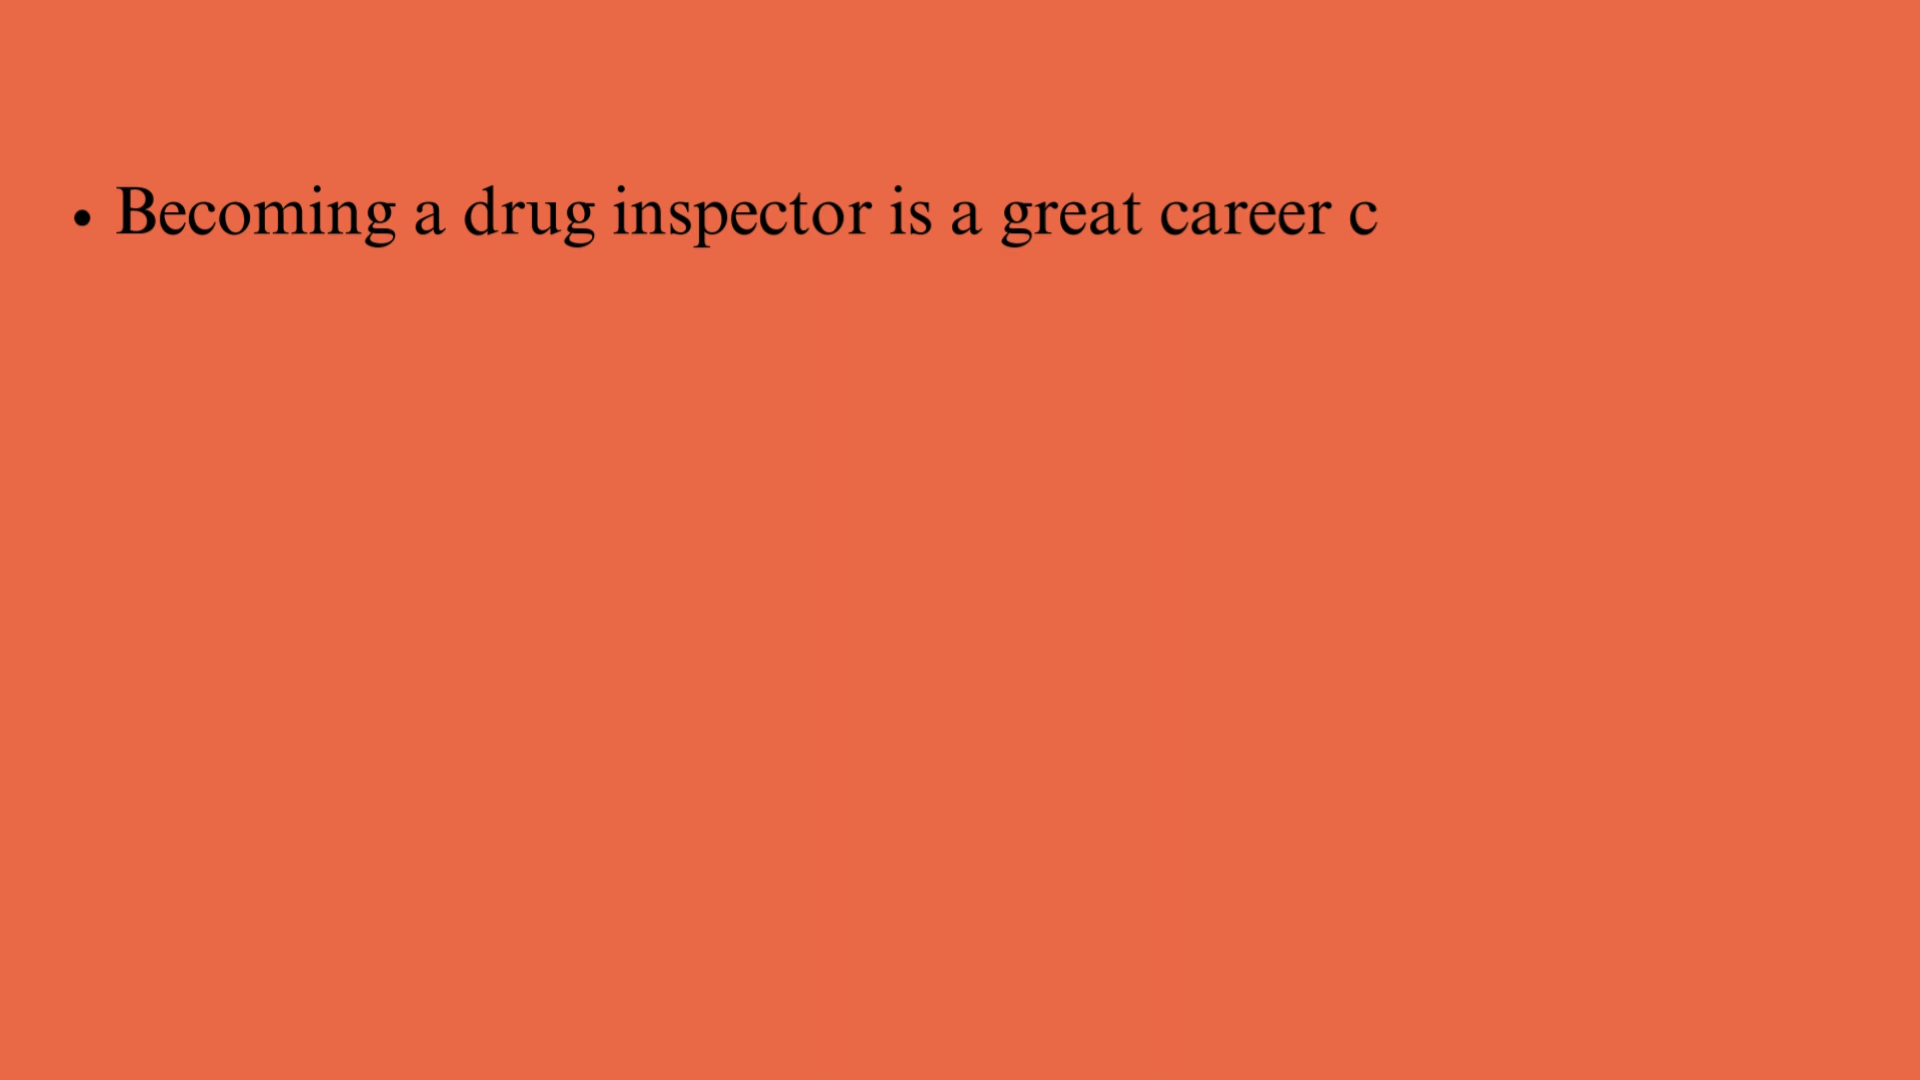 • Becoming a drug inspector is a great career c